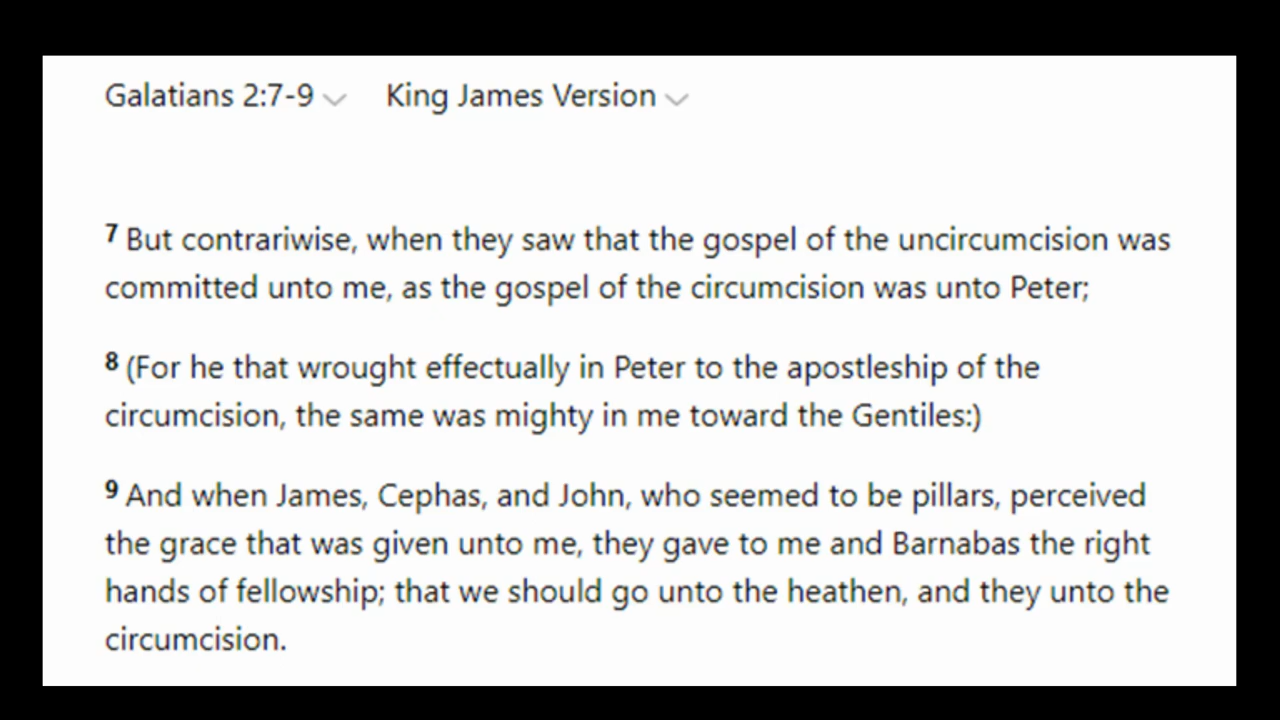 Galatians 2:7-9 King James Version
7 But contrariwise, when they saw that the gospel of the uncircumcision was
committed unto me, as the gospel of the circumcision was unto Peter;
8 (For he that wrought effectually in Peter to the apostleship of the
circumcision, the same was mighty in me toward the Gentiles:)
9 And when James, Cephas, and John, who seemed to be pillars, perceived
the grace that was given unto me, they gave to me and Barnabas the right
hands of fellowship; that we should go unto the heathen, and they unto the
circumcision.